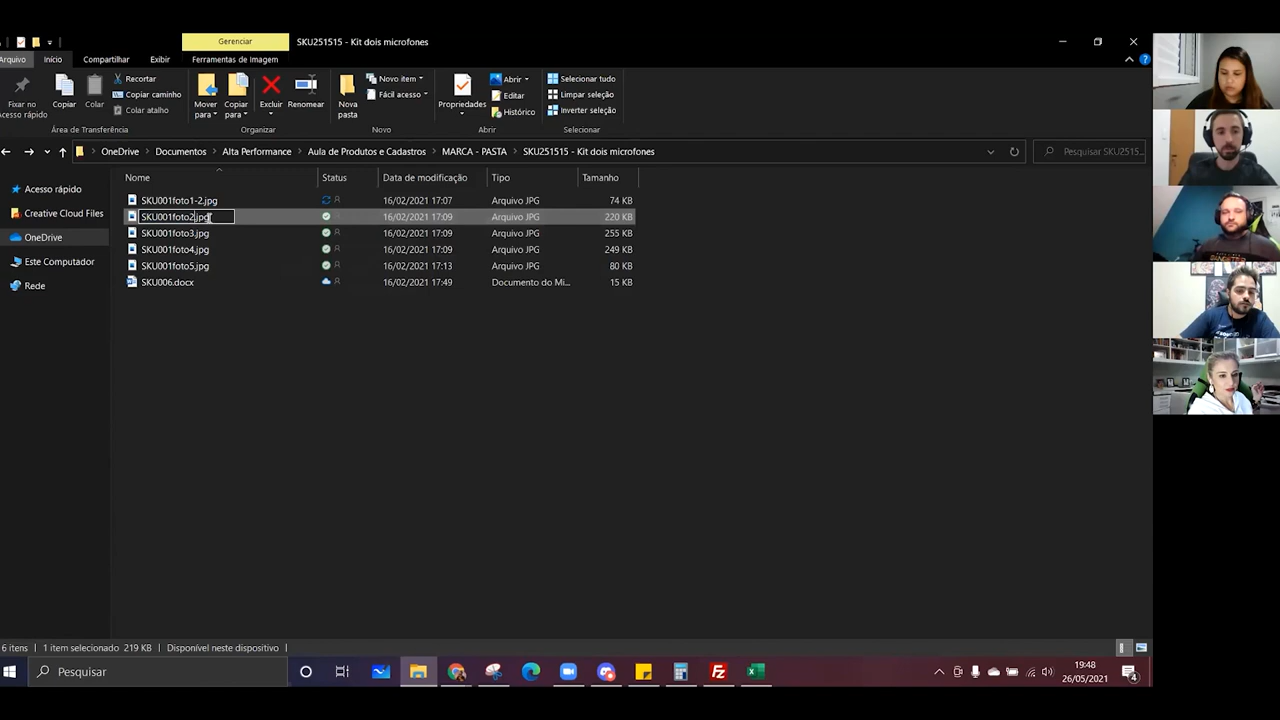 Gerenciar
SKU251515 - Kit dois microfones
Arquivo
Início
Compartilhar
Exibir
Ferramentas de Imagem
Fixar no
Acesso rápido
Copiar
Colar
Recortar
Copiar caminho
Colar atalho
Área de Transferência
Mover
para
Copiar
para
Excluir
Renomear
Organizar
Nova
pasta
Novo item
Fácil acesso
Novo
Propriedades
Abrir
Editar
Histórico
Abrir
Selecionar tudo
Limpar seleção
Inverter seleção
Selecionar
OneDrive > Documentos > Alta Performance > Aula de Produtos e Cadastros > MARCA - PASTA > SKU251515 - Kit dois microfones
Pesquisar SKU2515...
Nome Status Data de modificação Tipo Tamanho
SKU001foto1-2.jpg 16/02/2021 17:07 Arquivo JPG 74 KB
SKU001foto2.jpg 16/02/2021 17:09 Arquivo JPG 220 KB
SKU001foto3.jpg 16/02/2021 17:09 Arquivo JPG 255 KB
SKU001foto4.jpg 16/02/2021 17:09 Arquivo JPG 249 KB
SKU001foto5.jpg 16/02/2021 17:13 Arquivo JPG 80 KB
SKU006.docx 16/02/2021 17:49 Documento do Mi... 15 KB
Acesso rápido
Creative Cloud Files
OneDrive
Este Computador
Rede
6 itens 1 item selecionado 219 KB Disponível neste dispositivo
Pesquisar
19:48
26/05/2021
4